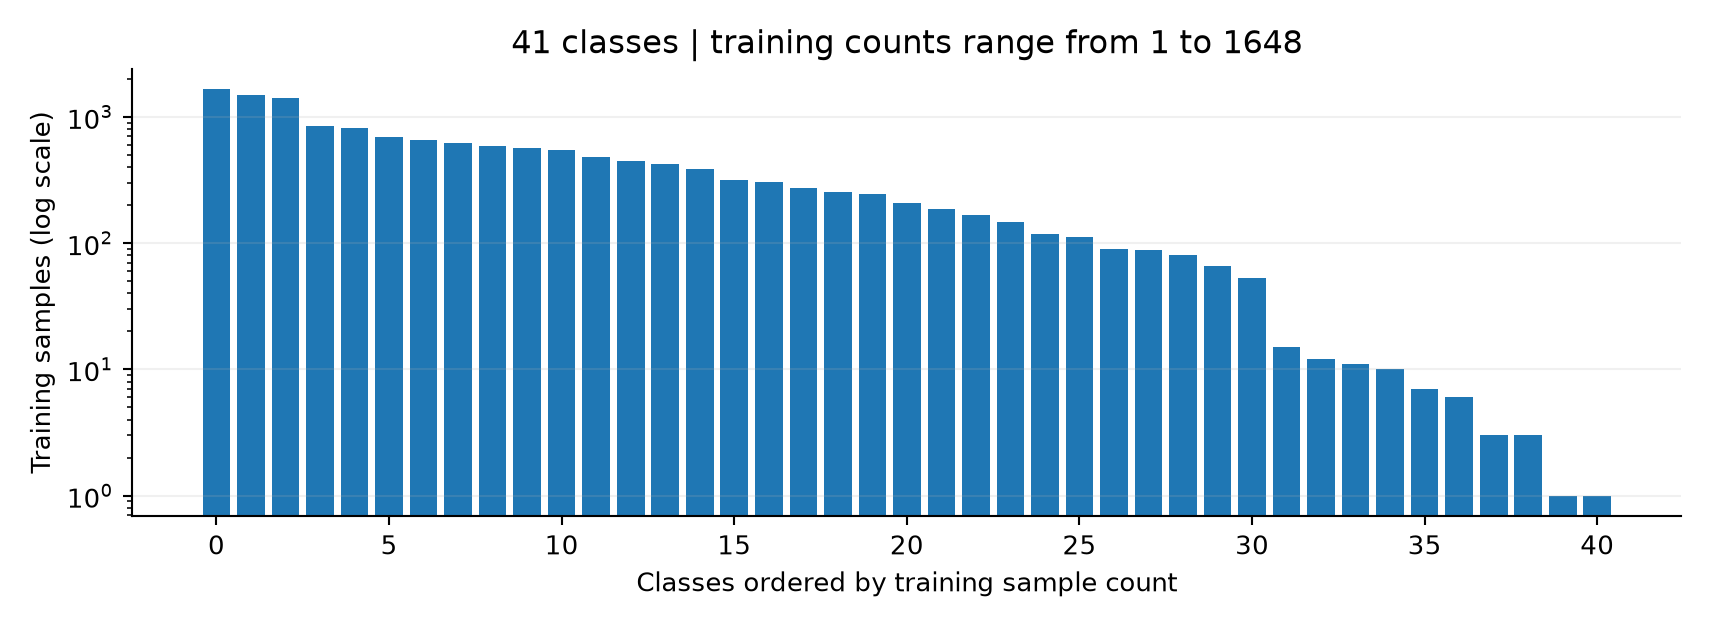 41 classes | training counts range from 1 to 1648
Training samples (log scale)
10³
10²
10¹
10⁰
0 5 10 15 20 25 30 35 40
Classes ordered by training sample count